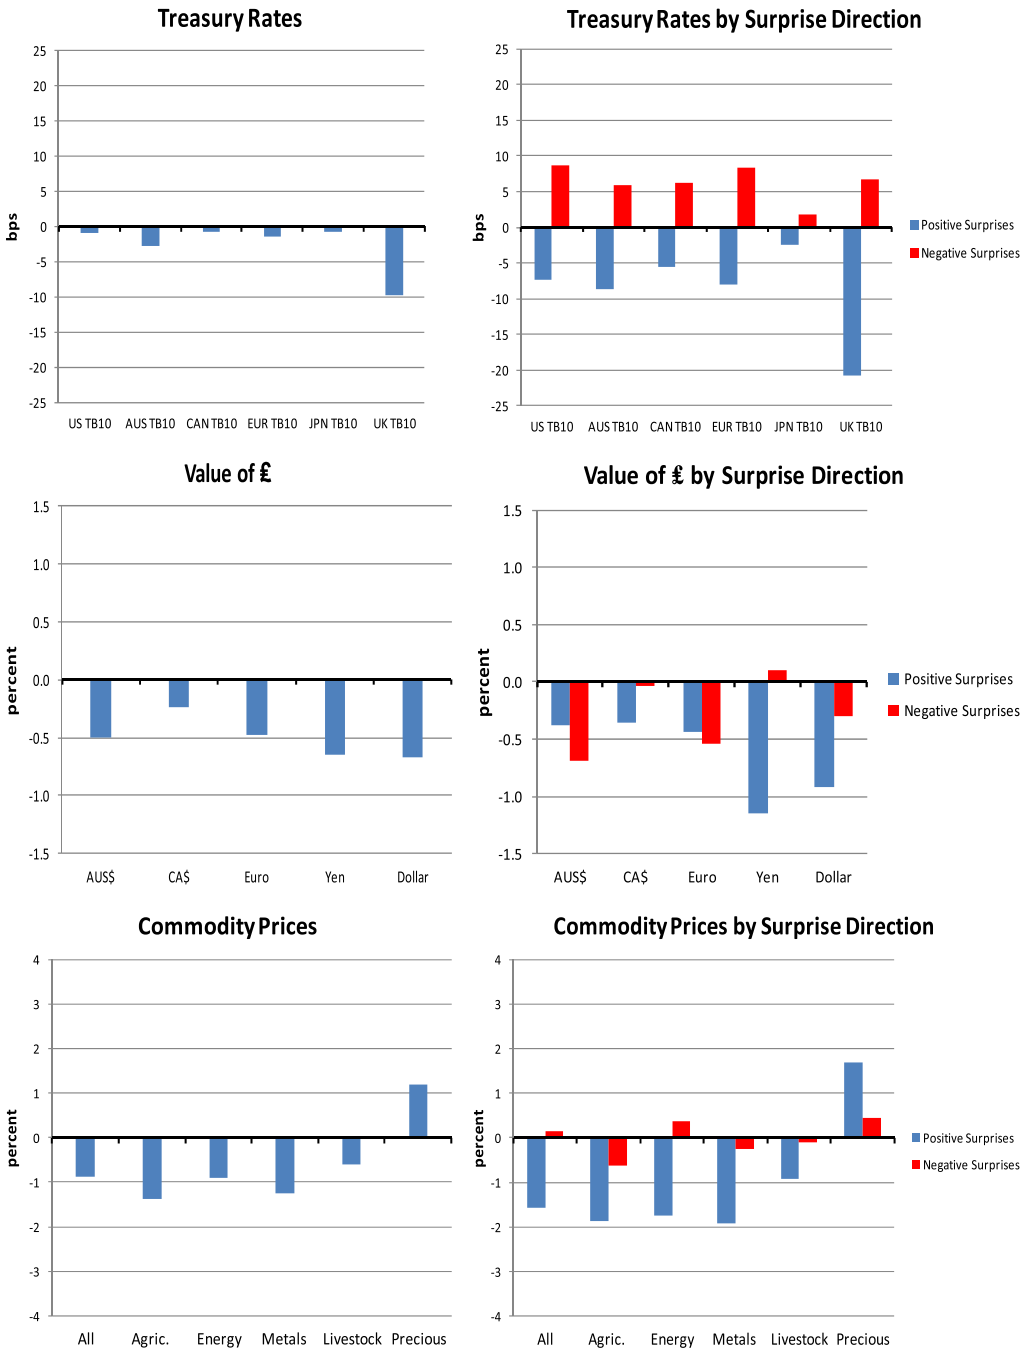 Treasury Rates
25
20
15
10
5
0
-5
-10
-15
-20
-25
bps
US TB10 AUS TB10 CAN TB10 EUR TB10 JPN TB10 UK TB10
Treasury Rates by Surprise Direction
25
20
15
10
5
0
-5
-10
-15
-20
-25
bps
US TB10 AUS TB10 CAN TB10 EUR TB10 JPN TB10 UK TB10
Positive Surprises
Negative Surprises
Value of ₤
1.5
1.0
0.5
0.0
-0.5
-1.0
-1.5
percent
AUS$ CA$ Euro Yen Dollar
Value of ₤ by Surprise Direction
1.5
1.0
0.5
0.0
-0.5
-1.0
-1.5
percent
AUS$ CA$ Euro Yen Dollar
Positive Surprises
Negative Surprises
Commodity Prices
4
3
2
1
0
-1
-2
-3
-4
percent
All Agric. Energy Metals Livestock Precious
Commodity Prices by Surprise Direction
4
3
2
1
0
-1
-2
-3
-4
percent
All Agric. Energy Metals Livestock Precious
Positive Surprises
Negative Surprises